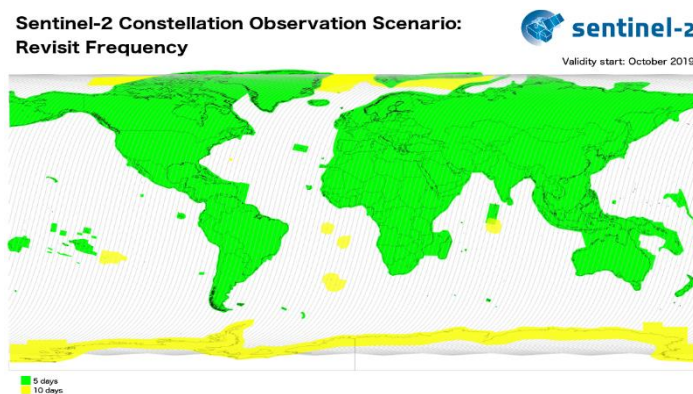 Sentinel-2 Constellation Observation Scenario:
Revisit Frequency
sentinel-2
Validity start: October 2019
5 days
10 days